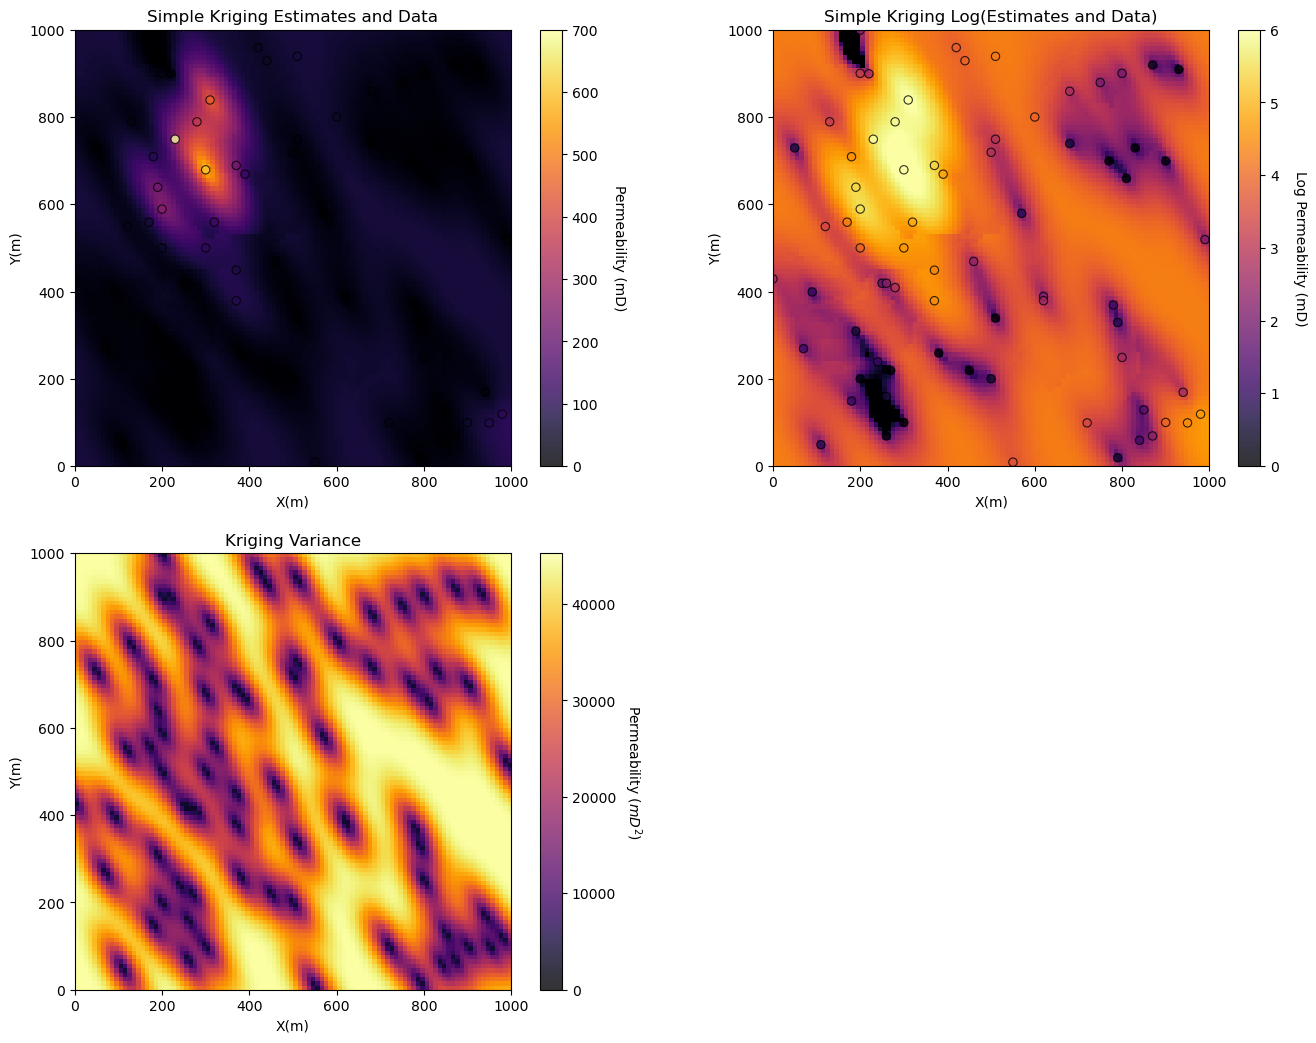 Simple Kriging Estimates and Data
1000
800
600
400
200
0
Y(m)
0 200 400 600 800 1000
X(m)
700
600
500
400
300
200
100
0
Permeability (mD)
Simple Kriging Log(Estimates and Data)
1000
800
600
400
200
0
Y(m)
0 200 400 600 800 1000
X(m)
6
5
4
3
2
1
0
Log Permeability (mD)
Kriging Variance
1000
800
600
400
200
0
Y(m)
0 200 400 600 800 1000
X(m)
40000
30000
20000
10000
0
Permeability (mD²)